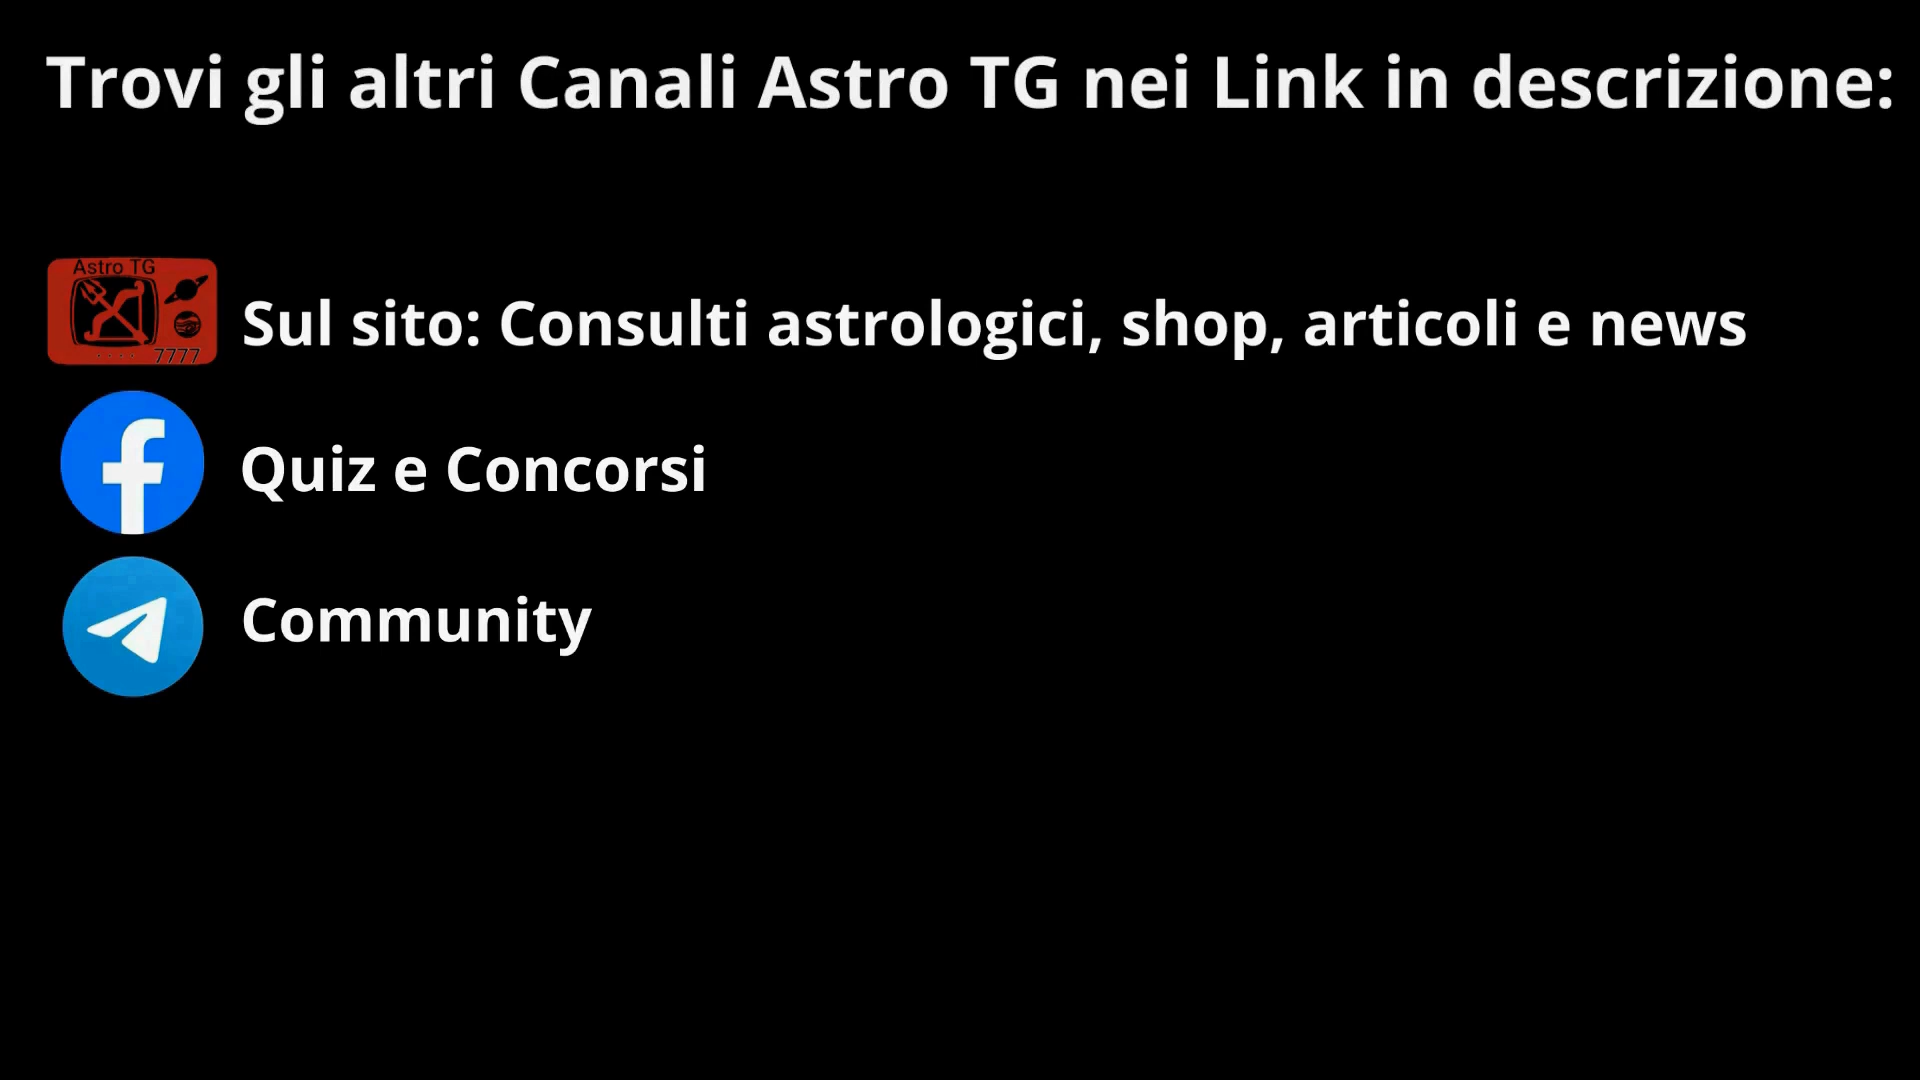 Trovi gli altri Canali Astro TG nei Link in descrizione:
Astro TG
7777
Sul sito: Consulti astrologici, shop, articoli e news
Quiz e Concorsi
Community